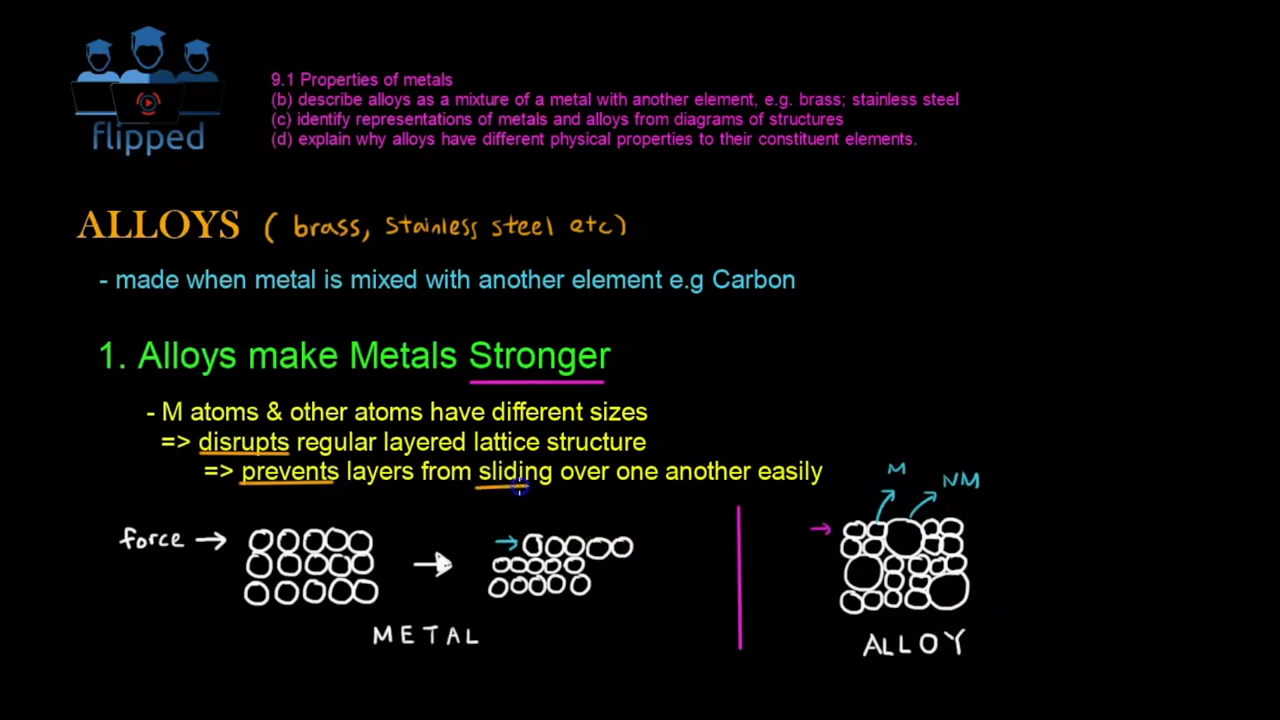 flipped
9.1 Properties of metals
(b) describe alloys as a mixture of a metal with another element, e.g. brass; stainless steel
(c) identify representations of metals and alloys from diagrams of structures
(d) explain why alloys have different physical properties to their constituent elements.
ALLOYS ( brass, stainless steel etc)
- made when metal is mixed with another element e.g Carbon
1. Alloys make Metals Stronger
- M atoms & other atoms have different sizes
=> disrupts regular layered lattice structure
=> prevents layers from sliding over one another easily
M NM
force →
METAL
ALLOY